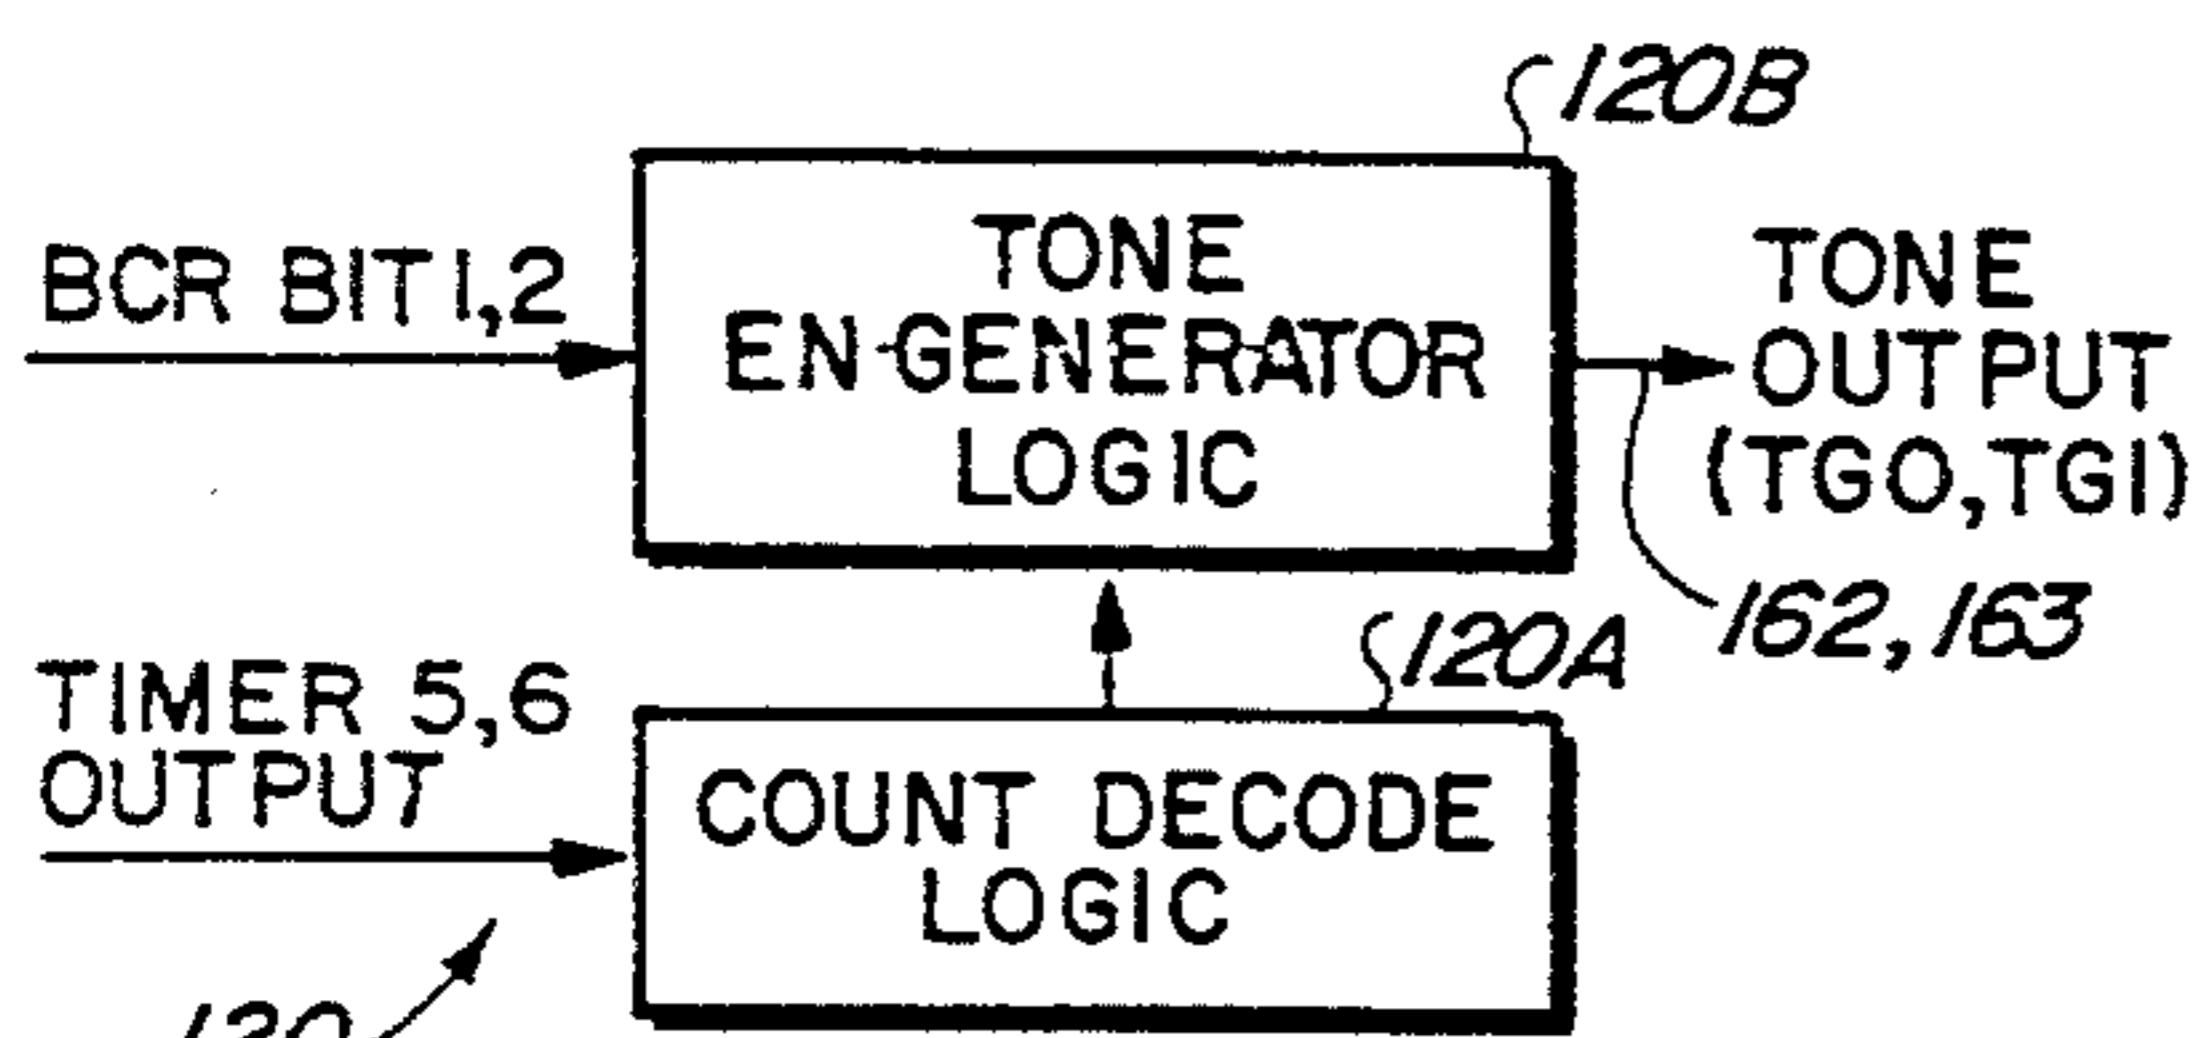 120B
BCR BIT 1,2
TONE
EN-GENERATOR
LOGIC
TONE
OUTPUT
(TGO,TGI)
162, 163
120A
TIMER 5,6
OUTPUT
COUNT DECODE
LOGIC